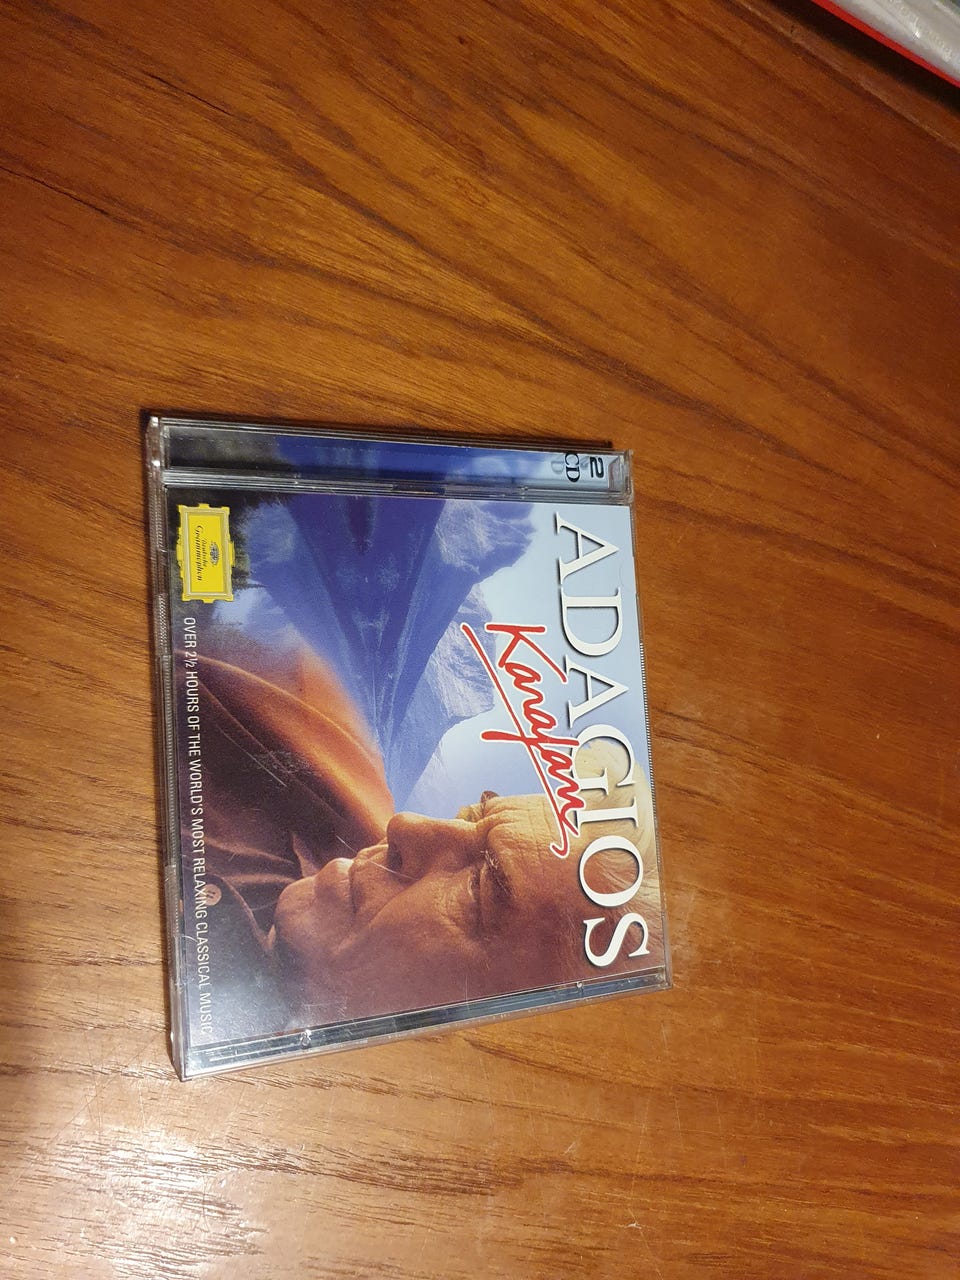 2
CD
ADAGIOS
Karajan
Deutsche
Grammophon
OVER 2½ HOURS OF THE WORLD'S MOST RELAXING CLASSICAL MUSIC